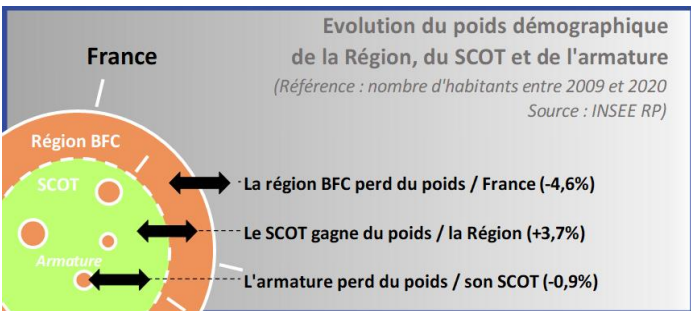 Evolution du poids démographique
de la Région, du SCOT et de l'armature
(Référence : nombre d'habitants entre 2009 et 2020
Source : INSEE RP)
France
Région BFC
SCOT
Armature
La région BFC perd du poids / France (-4,6%)
Le SCOT gagne du poids / la Région (+3,7%)
L'armature perd du poids / son SCOT (-0,9%)